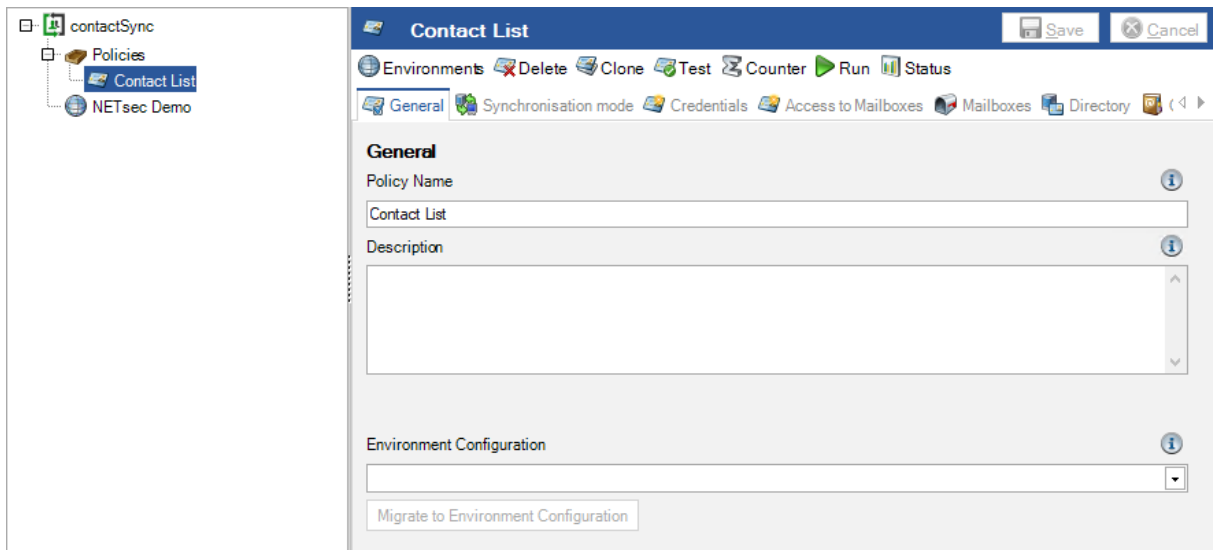 contactSync
Policies
Contact List
NETsec Demo
Contact List
Save
Cancel
Environments Delete Clone Test Counter Run Status
General Synchronisation mode Credentials Access to Mailboxes Mailboxes Directory (
General
Policy Name
Contact List
Description
Environment Configuration
Migrate to Environment Configuration